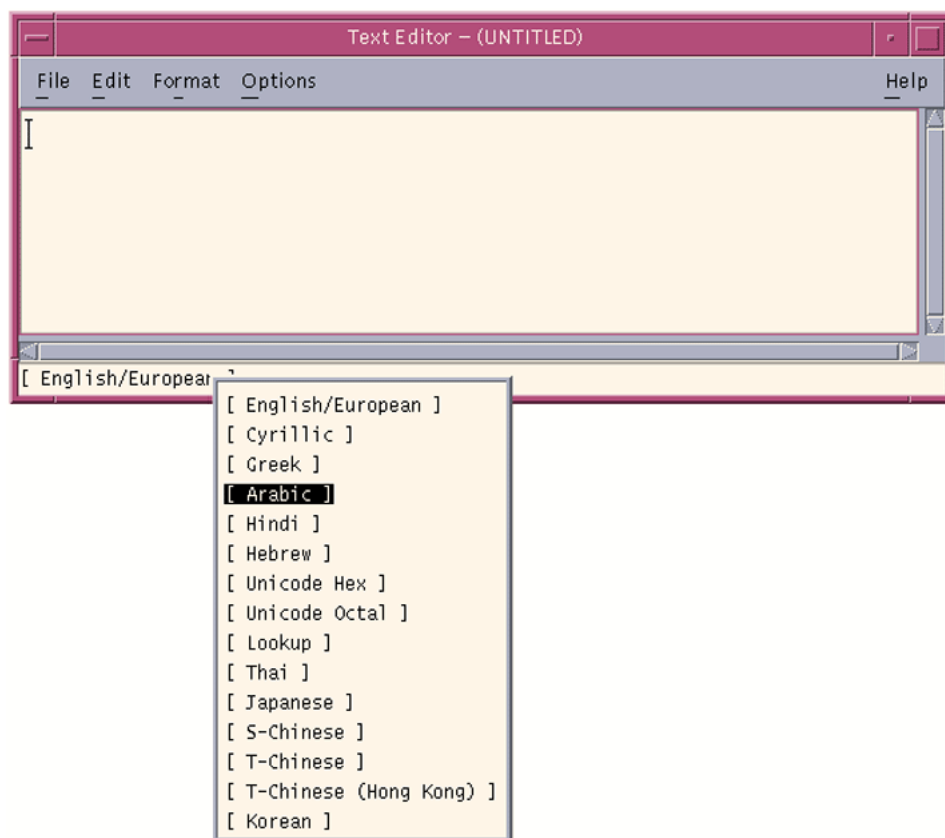 Text Editor – (UNTITLED)
File Edit Format Options Help
[ English/European ]
[ English/European ]
[ Cyrillic ]
[ Greek ]
[ Arabic ]
[ Hindi ]
[ Hebrew ]
[ Unicode Hex ]
[ Unicode Octal ]
[ Lookup ]
[ Thai ]
[ Japanese ]
[ S-Chinese ]
[ T-Chinese ]
[ T-Chinese (Hong Kong) ]
[ Korean ]